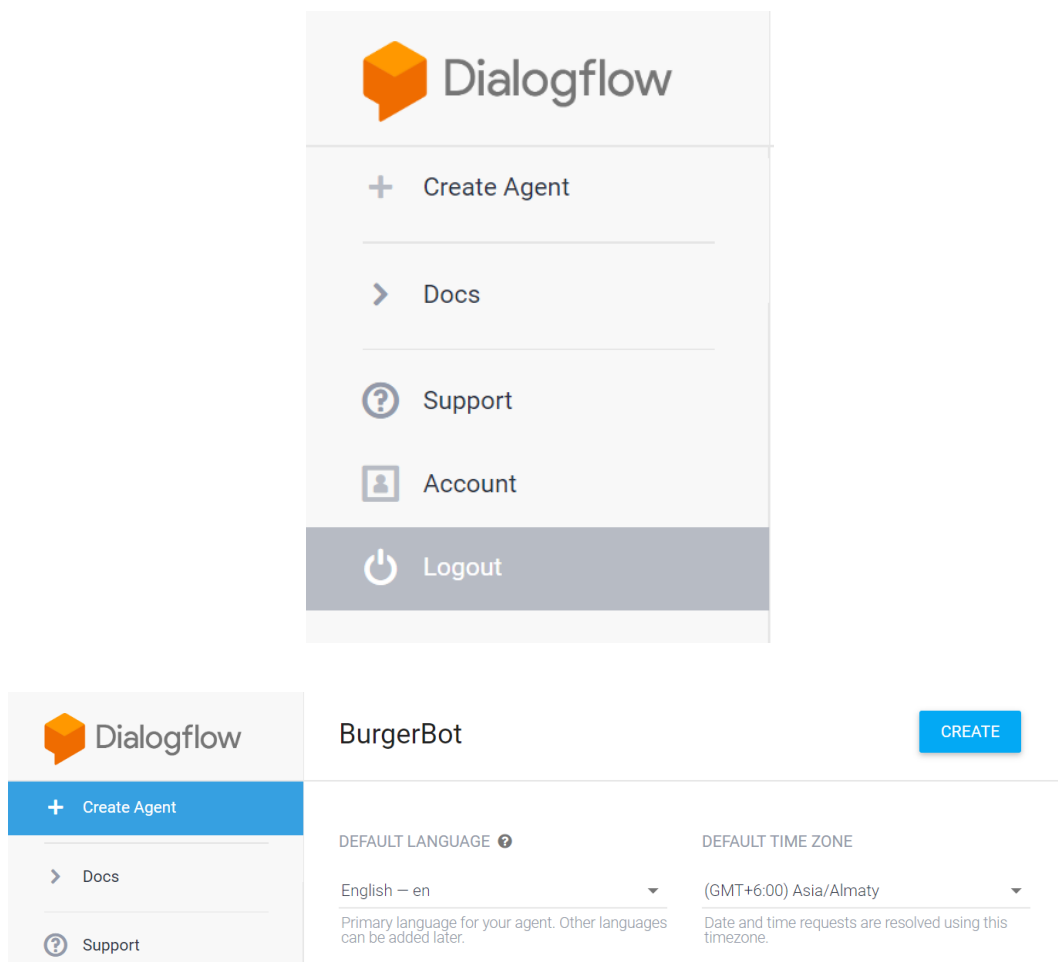 Dialogflow
Create Agent
Docs
Support
Account
Logout
Dialogflow
BurgerBot
CREATE
Create Agent
DEFAULT LANGUAGE
DEFAULT TIME ZONE
Docs
English — en
(GMT+6:00) Asia/Almaty
Primary language for your agent. Other languages
can be added later.
Date and time requests are resolved using this
timezone.
Support